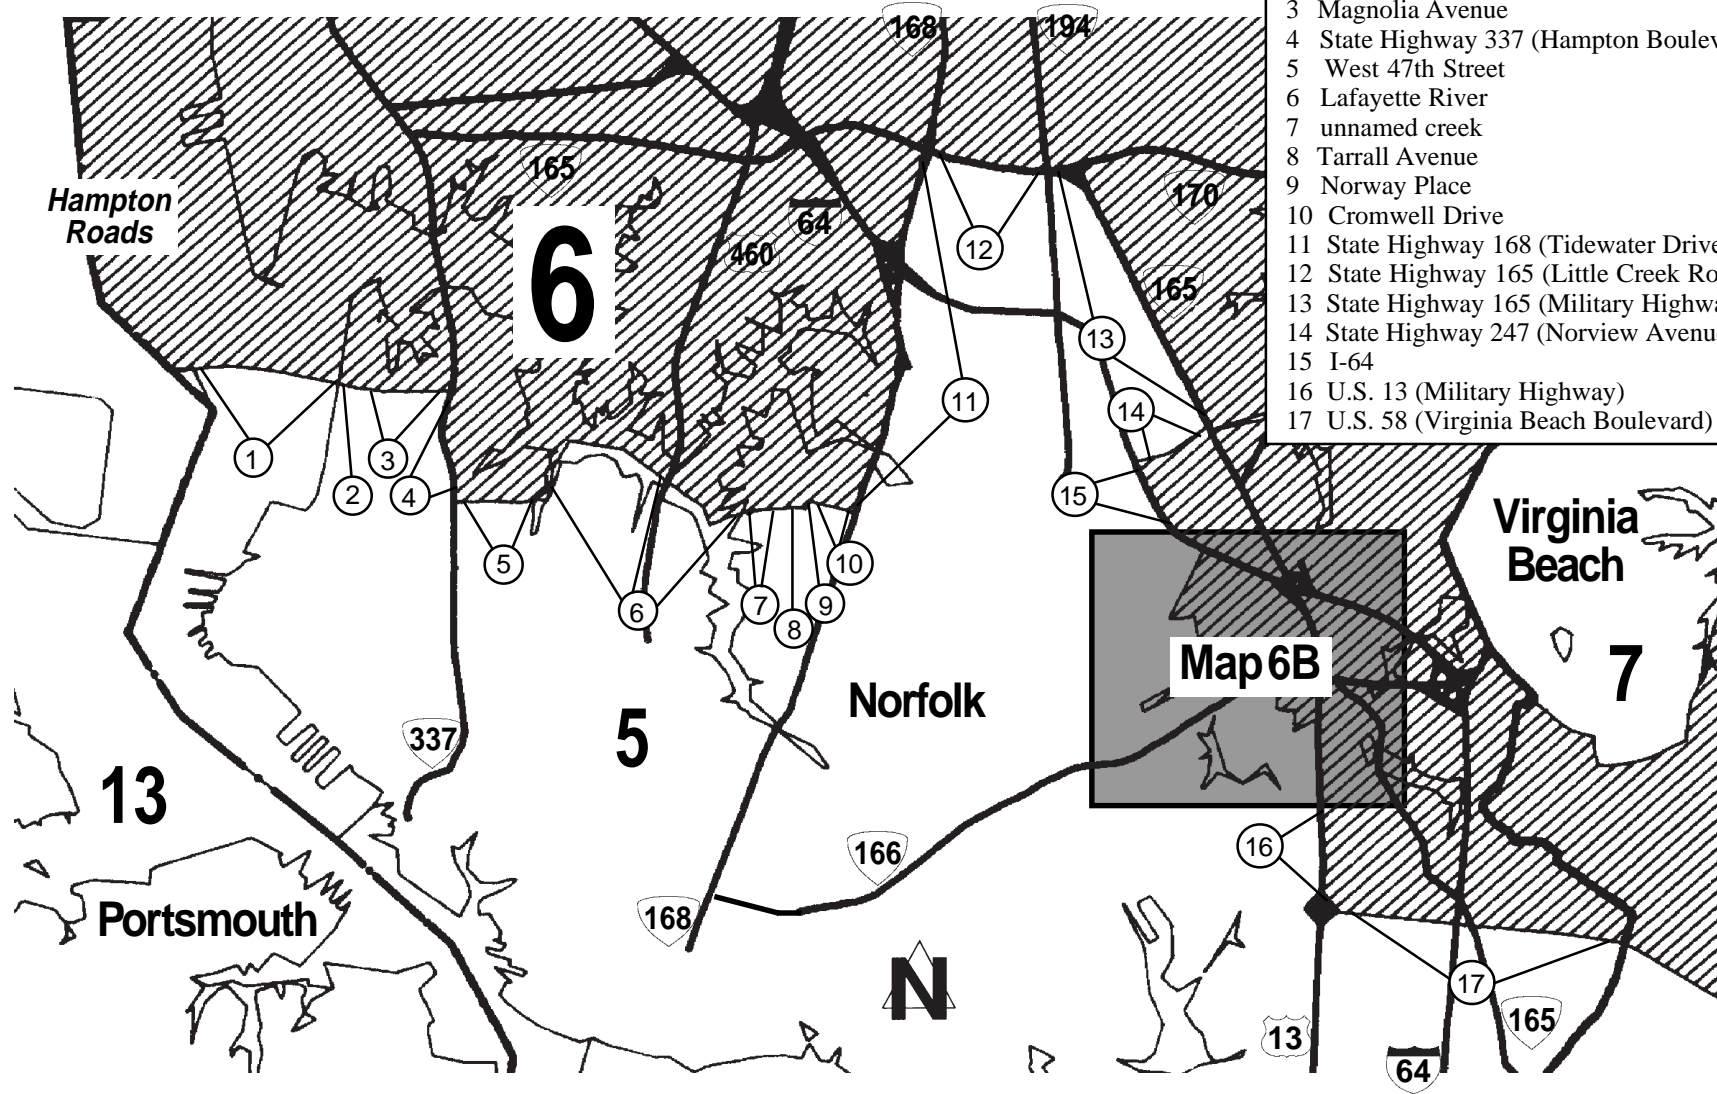 168
194
3 Magnolia Avenue
4 State Highway 337 (Hampton Boulev
5 West 47th Street
6 Lafayette River
7 unnamed creek
8 Tarrall Avenue
9 Norway Place
10 Cromwell Drive
11 State Highway 168 (Tidewater Drive
12 State Highway 165 (Little Creek Ro
13 State Highway 165 (Military Highwa
14 State Highway 247 (Norview Avenu
15 I-64
16 U.S. 13 (Military Highway)
17 U.S. 58 (Virginia Beach Boulevard)
165
170
Hampton
Roads
64
460
12
6
165
13
11
14
1
3
2
4
15
Virginia
Beach
5
10
6
7
9
8
Map 6B
7
Norfolk
5
337
13
166
16
168
Portsmouth
N
17
165
13
64